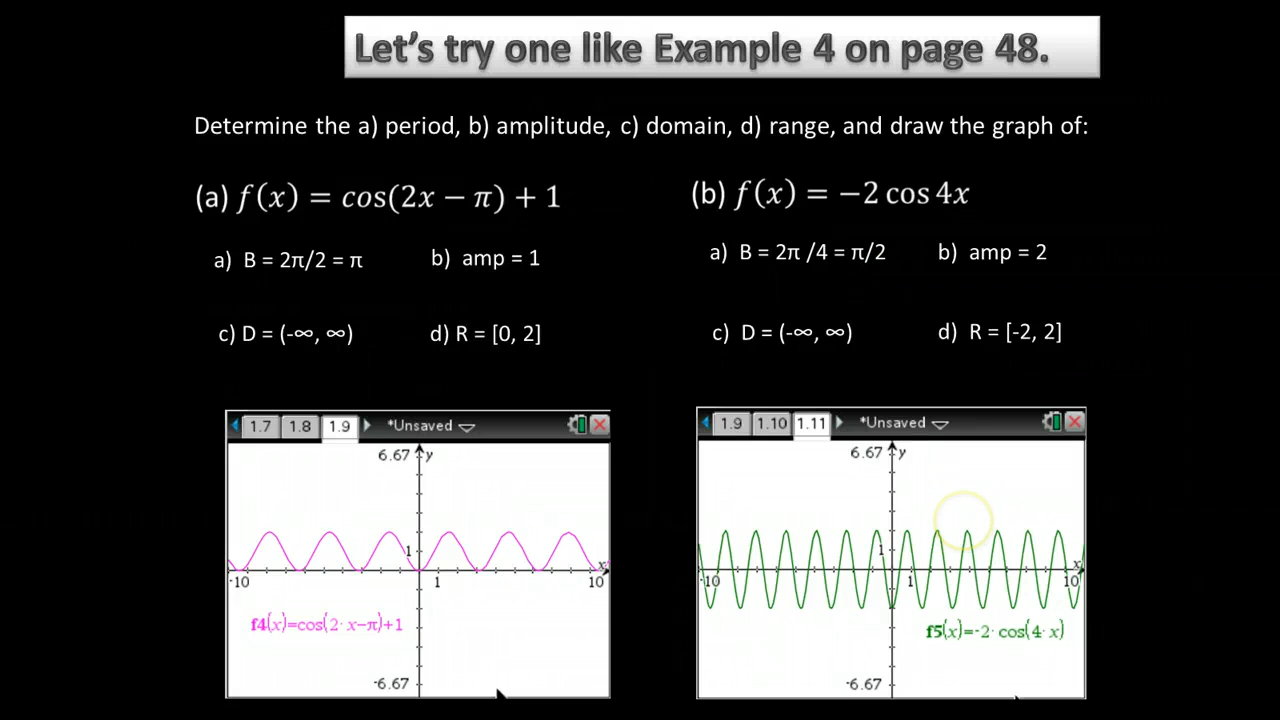 Let's try one like Example 4 on page 48.
Determine the a) period, b) amplitude, c) domain, d) range, and draw the graph of:
(a) f(x) = cos(2x − π) + 1
(b) f(x) = −2 cos 4x
a) B = 2π/2 = π
b) amp = 1
a) B = 2π /4 = π/2
b) amp = 2
c) D = (-∞, ∞)
d) R = [0, 2]
c) D = (-∞, ∞)
d) R = [-2, 2]
1.7 1.8 1.9 *Unsaved
6.67 y
1
x
-10 1 10
f4(x)=cos(2· x−π)+1
-6.67
1.9 1.10 1.11 *Unsaved
6.67 y
1
x
-10 1 10
f5(x)=-2· cos(4· x)
-6.67